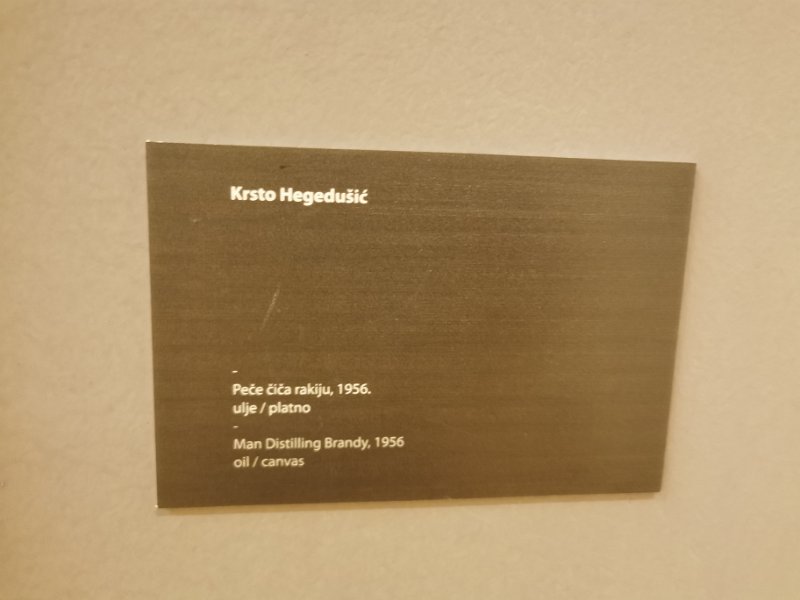 Krsto Hegedušić
-
Peče čiča rakiju, 1956.
ulje / platno
-
Man Distilling Brandy, 1956
oil / canvas